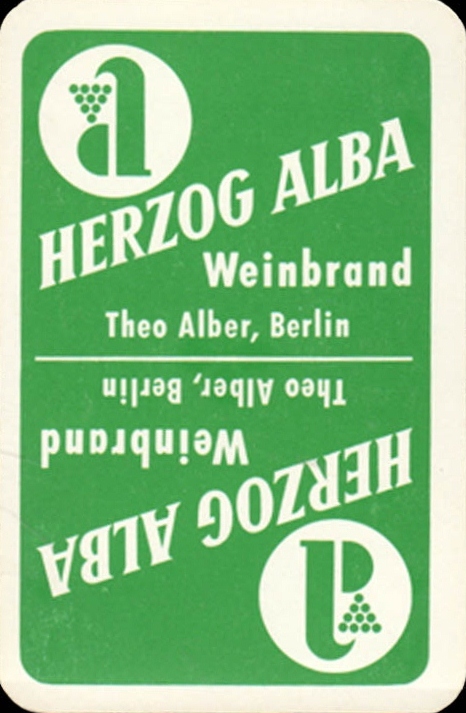 a
HERZOG ALBA
Weinbrand
Theo Alber, Berlin
Theo Alber, Berlin
Weinbrand
HERZOG ALBA
a